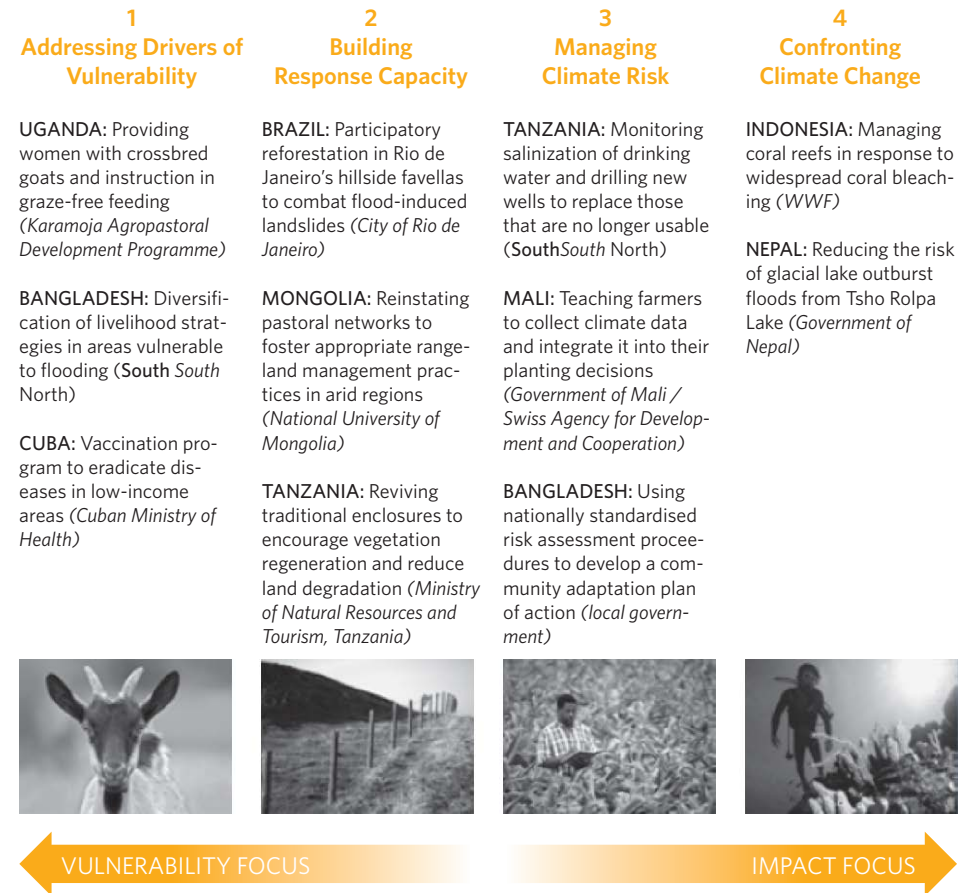 1
Addressing Drivers of
Vulnerability
UGANDA: Providing
women with crossbred
goats and instruction in
graze-free feeding
(Karamoja Agropastoral
Development Programme)
BANGLADESH: Diversifi-
cation of livelihood strat-
egies in areas vulnerable
to flooding (South South
North)
CUBA: Vaccination pro-
gram to eradicate dis-
eases in low-income
areas (Cuban Ministry of
Health)
2
Building
Response Capacity
BRAZIL: Participatory
reforestation in Rio de
Janeiro's hillside favellas
to combat flood-induced
landslides (City of Rio de
Janeiro)
MONGOLIA: Reinstating
pastoral networks to
foster appropriate range-
land management prac-
tices in arid regions
(National University of
Mongolia)
TANZANIA: Reviving
traditional enclosures to
encourage vegetation
regeneration and reduce
land degradation (Ministry
of Natural Resources and
Tourism, Tanzania)
3
Managing
Climate Risk
TANZANIA: Monitoring
salinization of drinking
water and drilling new
wells to replace those
that are no longer usable
(SouthSouth North)
MALI: Teaching farmers
to collect climate data
and integrate it into their
planting decisions
(Government of Mali /
Swiss Agency for Develop-
ment and Cooperation)
BANGLADESH: Using
nationally standardised
risk assessment procee-
dures to develop a com-
munity adaptation plan
of action (local govern-
ment)
4
Confronting
Climate Change
INDONESIA: Managing
coral reefs in response to
widespread coral bleach-
ing (WWF)
NEPAL: Reducing the risk
of glacial lake outburst
floods from Tsho Rolpa
Lake (Government of
Nepal)
VULNERABILITY FOCUS
IMPACT FOCUS